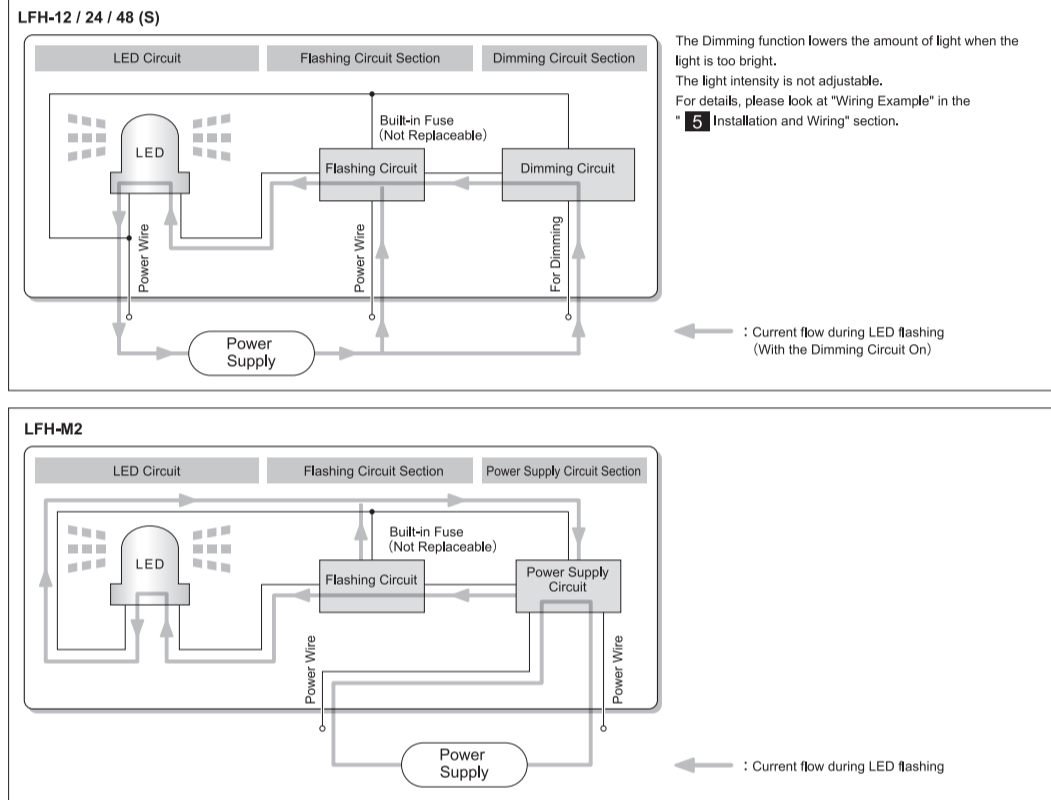 LFH-12 / 24 / 48 (S)
LED Circuit
Flashing Circuit Section
Dimming Circuit Section
The Dimming function lowers the amount of light when the
light is too bright.
The light intensity is not adjustable.
For details, please look at "Wiring Example" in the
" 5 Installation and Wiring" section.
Built-in Fuse
(Not Replaceable)
LED
Flashing Circuit
Dimming Circuit
Power Wire
Power Wire
For Dimming
Power
Supply
: Current flow during LED flashing
(With the Dimming Circuit On)
LFH-M2
LED Circuit
Flashing Circuit Section
Power Supply Circuit Section
Built-in Fuse
(Not Replaceable)
LED
Flashing Circuit
Power Supply
Circuit
Power Wire
Power Wire
Power
Supply
: Current flow during LED flashing